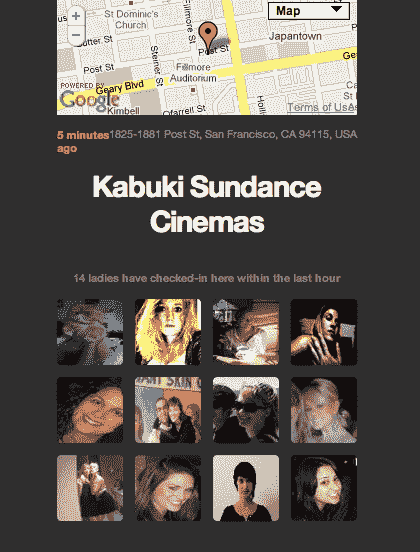 St Dominic's
Church
Map
Fillmore St
Sutter St
Steiner St
Post St
Japantown
Post St
Geary Blvd
Fillmore
Auditorium
Gea
POWERED BY
Google
Kimbell
Ofarrell St
Terms of Use
5 minutes ago
1825-1881 Post St, San Francisco, CA 94115, USA
Kabuki Sundance
Cinemas
14 ladies have checked-in here within the last hour